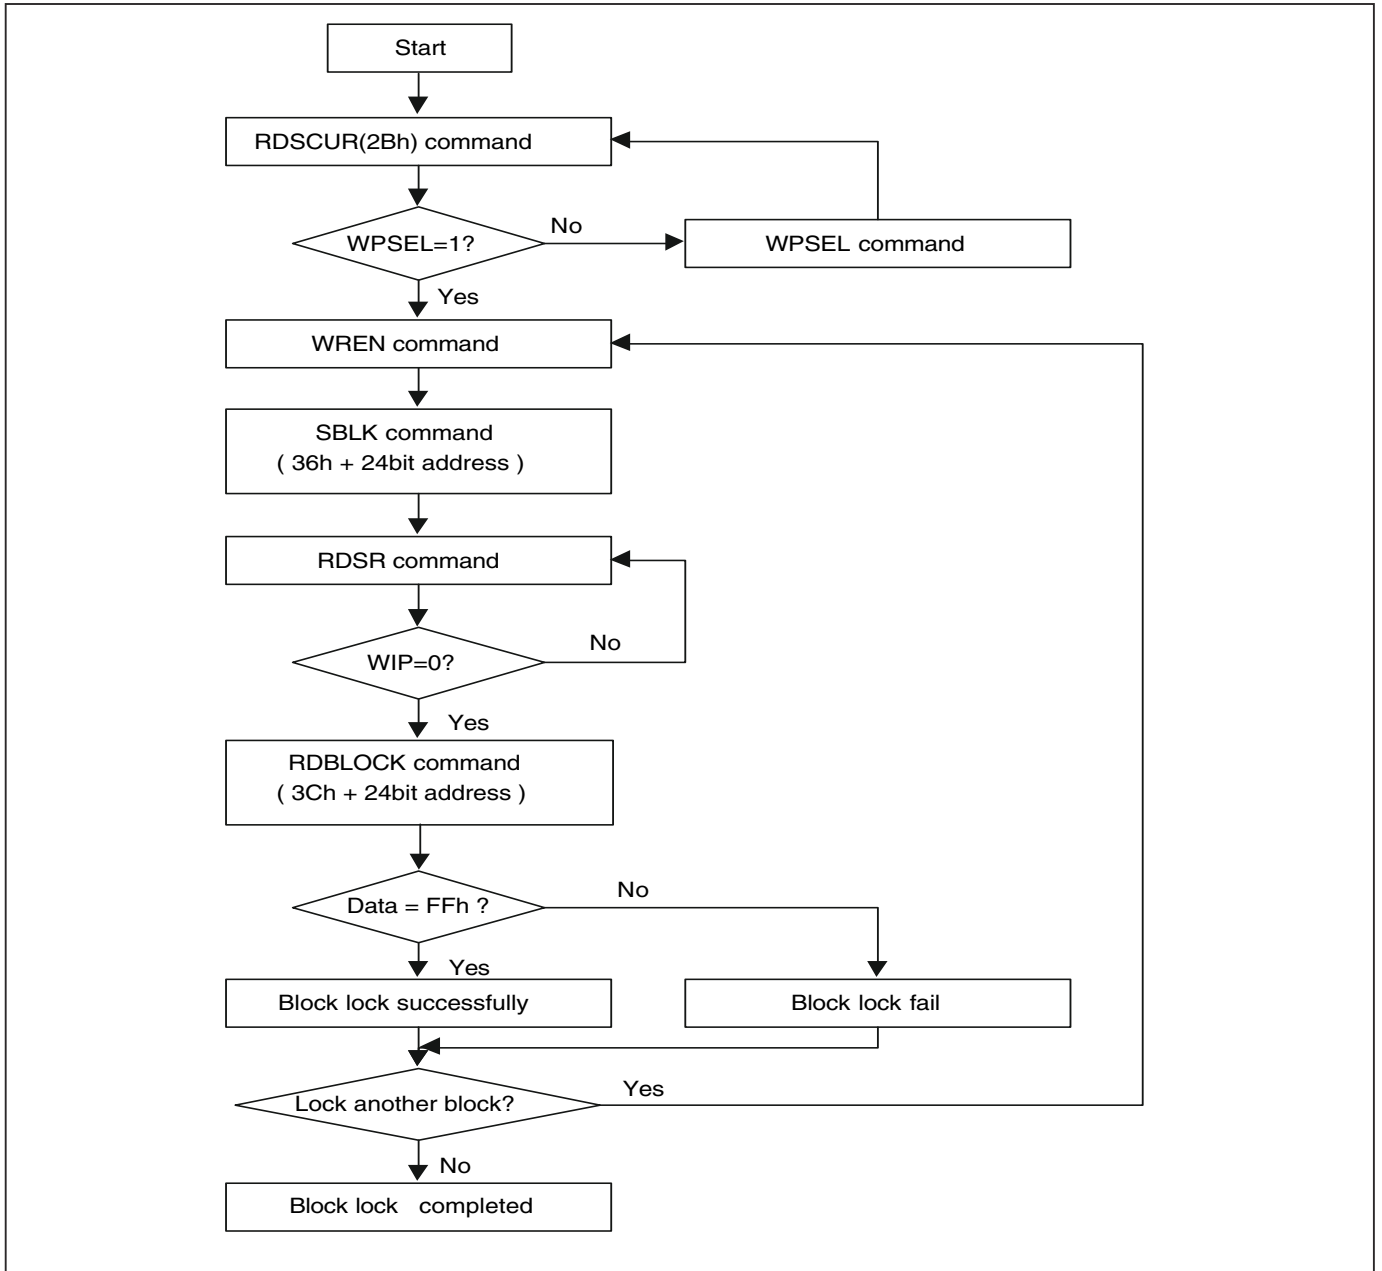 Start
RDSCUR(2Bh) command
WPSEL=1?
No
WPSEL command
Yes
WREN command
SBLK command
( 36h + 24bit address )
RDSR command
WIP=0?
No
Yes
RDBLOCK command
( 3Ch + 24bit address )
Data = FFh ?
No
Yes
Block lock successfully
Block lock fail
Lock another block?
Yes
No
Block lock completed